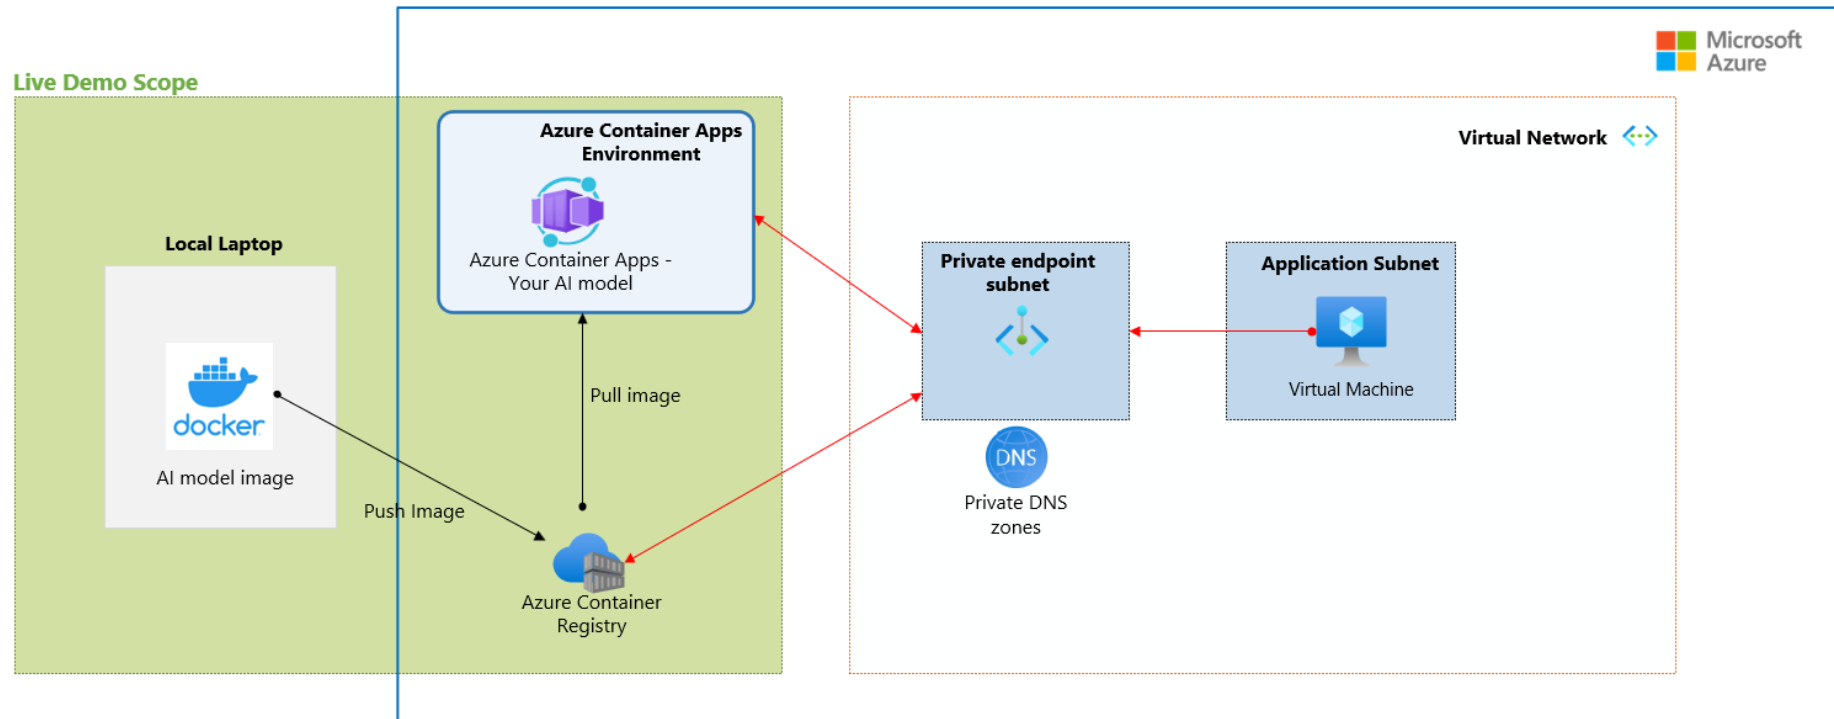 Microsoft
Azure
Live Demo Scope
Azure Container Apps
Environment
Azure Container Apps -
Your AI model
Local Laptop
docker
AI model image
Push Image
Pull image
Azure Container
Registry
Virtual Network
Private endpoint
subnet
DNS
Private DNS
zones
Application Subnet
Virtual Machine